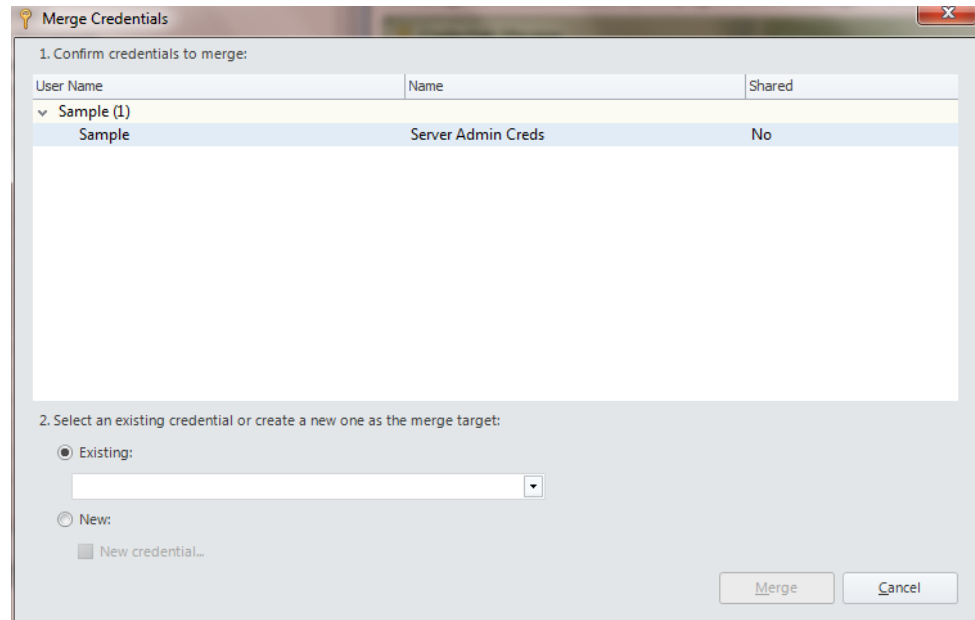 Merge Credentials
1. Confirm credentials to merge:
User Name Name Shared
Sample (1)
Sample Server Admin Creds No
2. Select an existing credential or create a new one as the merge target:
Existing:
New:
New credential...
Merge Cancel